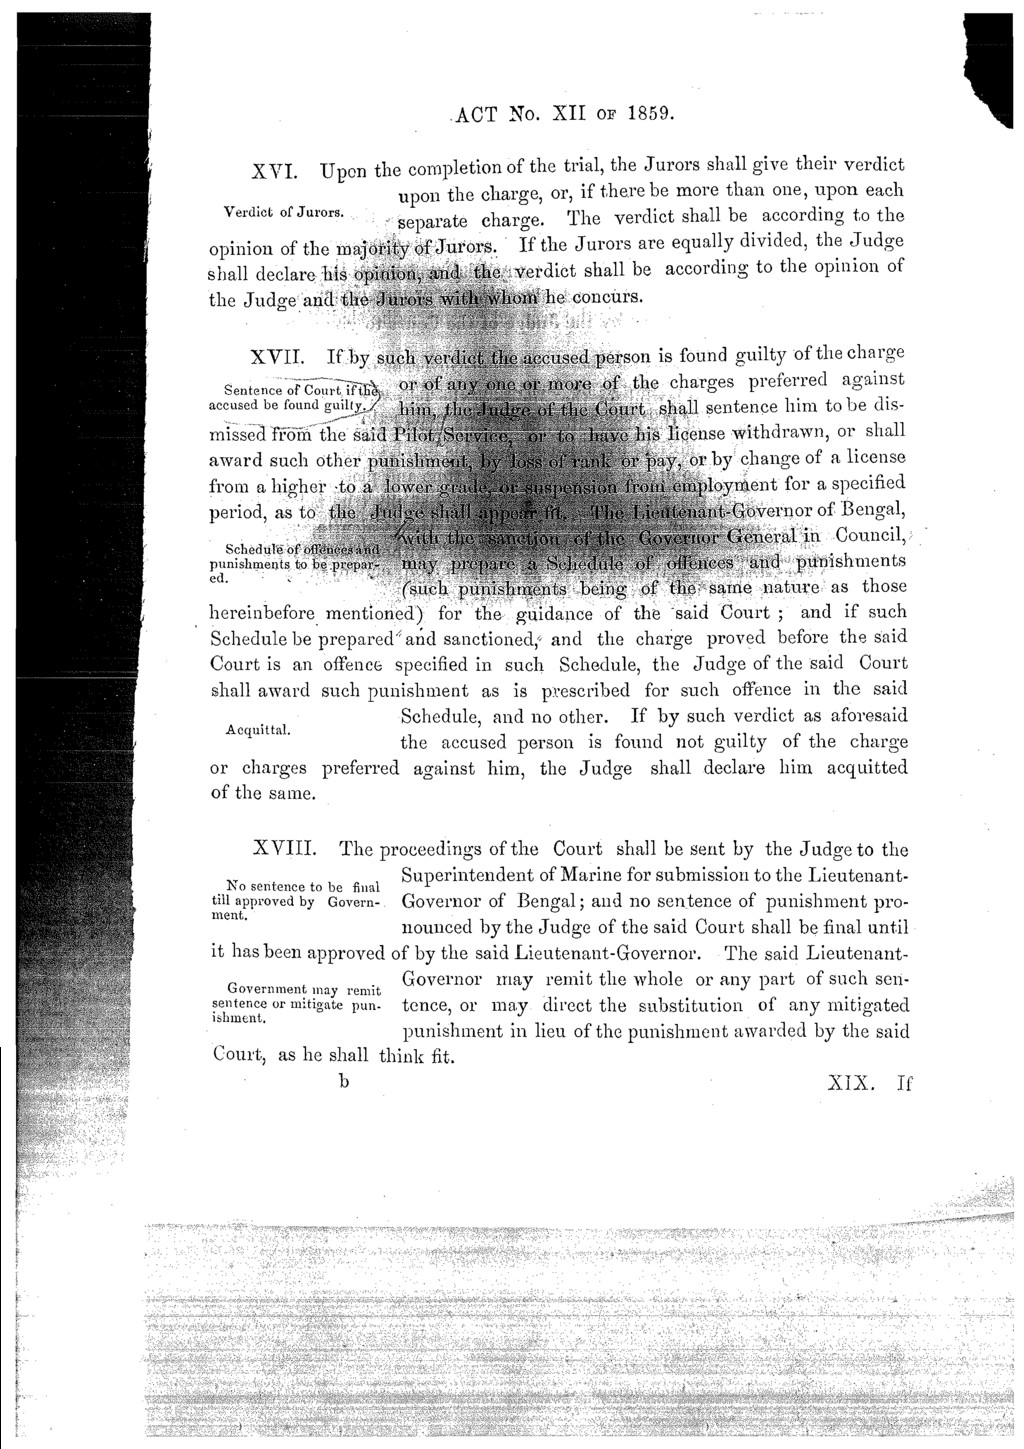 ACT No. XII OF 1859.
XVI. Upon the completion of the trial, the Jurors shall give their verdict
upon the charge, or, if there be more than one, upon each
Verdict of Jurors.
separate charge. The verdict shall be according to the
opinion of the majority of Jurors. If the Jurors are equally divided, the Judge
shall declare his opinion, and the verdict shall be according to the opinion of
the Judge and the Jurors with whom he concurs.
XVII. If by such verdict the accused person is found guilty of the charge
Sentence of Court if the
accused be found guilty.
or of any one or more of the charges preferred against
him, the Judge of the Court shall sentence him to be dis-
missed from the said Pilot Service, or to have his license withdrawn, or shall
award such other punishment, by loss of rank or pay, or by change of a license
from a higher to a lower grade, or suspension from employment for a specified
period, as to the Judge shall appear fit. The Lieutenant-Governor of Bengal,
Schedule of offences and
punishments to be prepar-
ed.
with the sanction of the Governor General in Council,
may prepare a Schedule of offences and punishments
(such punishments being of the same nature as those
hereinbefore mentioned) for the guidance of the said Court ; and if such
Schedule be prepared and sanctioned, and the charge proved before the said
Court is an offence specified in such Schedule, the Judge of the said Court
shall award such punishment as is prescribed for such offence in the said
Acquittal.
Schedule, and no other. If by such verdict as aforesaid
the accused person is found not guilty of the charge
or charges preferred against him, the Judge shall declare him acquitted
of the same.
XVIII. The proceedings of the Court shall be sent by the Judge to the
No sentence to be final
till approved by Govern-
ment.
Superintendent of Marine for submission to the Lieutenant-
Governor of Bengal; and no sentence of punishment pro-
nounced by the Judge of the said Court shall be final until
it has been approved of by the said Lieutenant-Governor. The said Lieutenant-
Government may remit
sentence or mitigate pun-
ishment.
Governor may remit the whole or any part of such sen-
tence, or may direct the substitution of any mitigated
punishment in lieu of the punishment awarded by the said
Court, as he shall think fit.
b
XIX. If